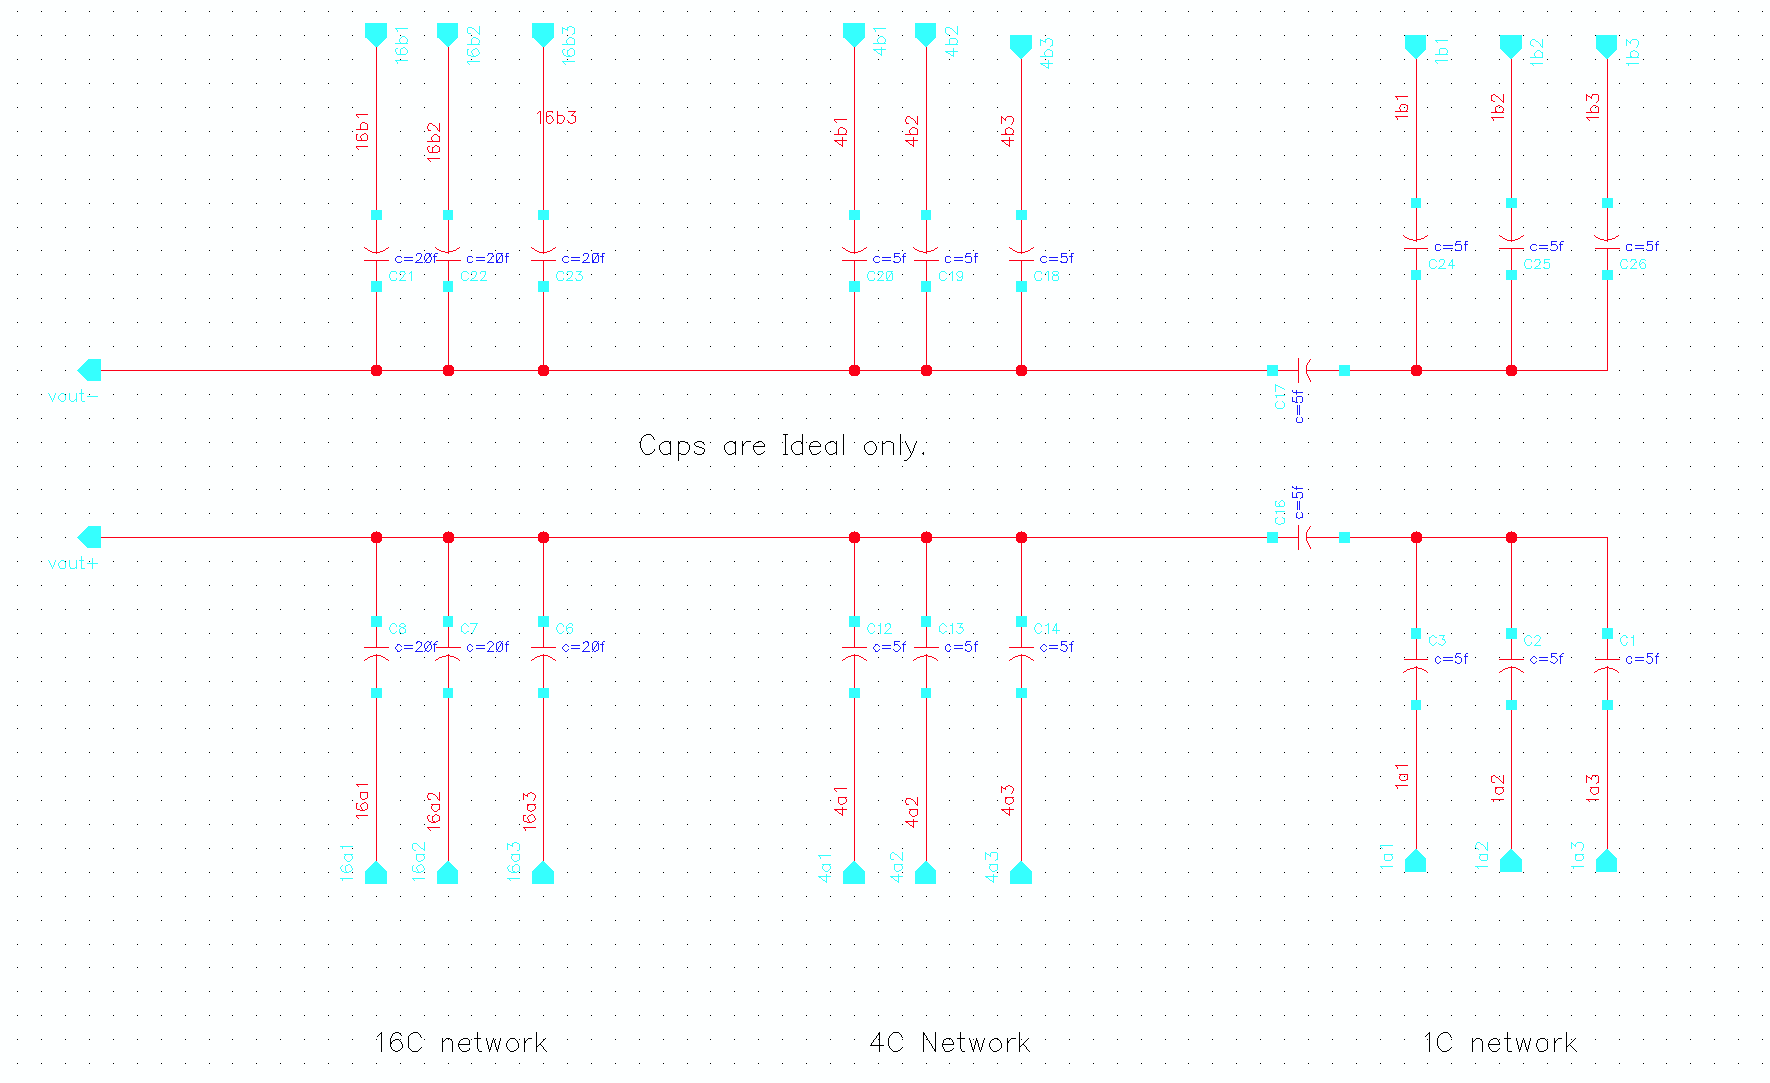 16b1 16b2 16b3 4b1 4b2 4b3 1b1 1b2 1b3
16b1 16b2 16b3 4b1 4b2 4b3 1b1 1b2 1b3
c=20f c=20f c=20f c=5f c=5f c=5f c=5f c=5f c=5f
C21 C22 C23 C20 C19 C18 C24 C25 C26
vout-
C17 c=5f
Caps are Ideal only.
C16 c=5f
vout+
C8 C7 C6 C12 C13 C14 C3 C2 C1
c=20f c=20f c=20f c=5f c=5f c=5f c=5f c=5f c=5f
16a1 16a2 16a3 4a1 4a2 4a3 1a1 1a2 1a3
16a1 16a2 16a3 4a1 4a2 4a3 1a1 1a2 1a3
16C network 4C Network 1C network